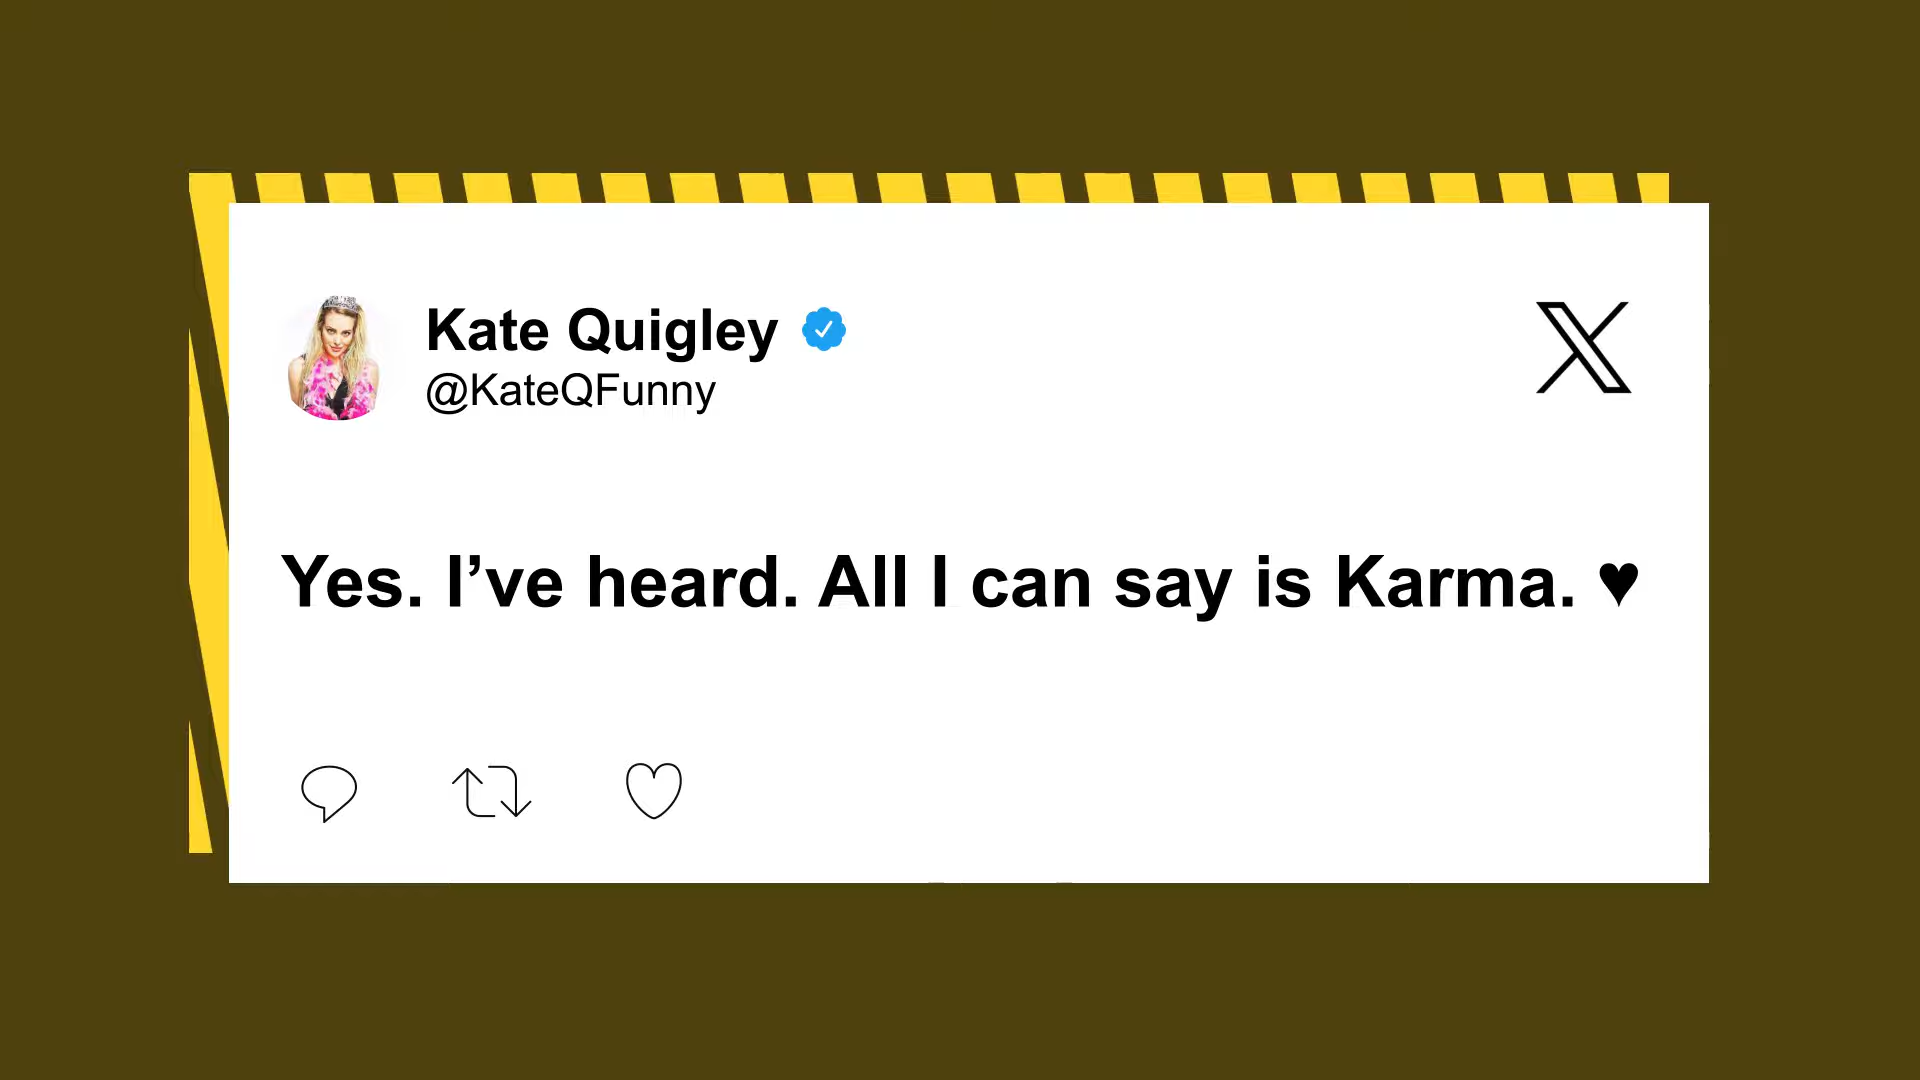 Kate Quigley
@KateQFunny
Yes. I’ve heard. All I can say is Karma. ♥